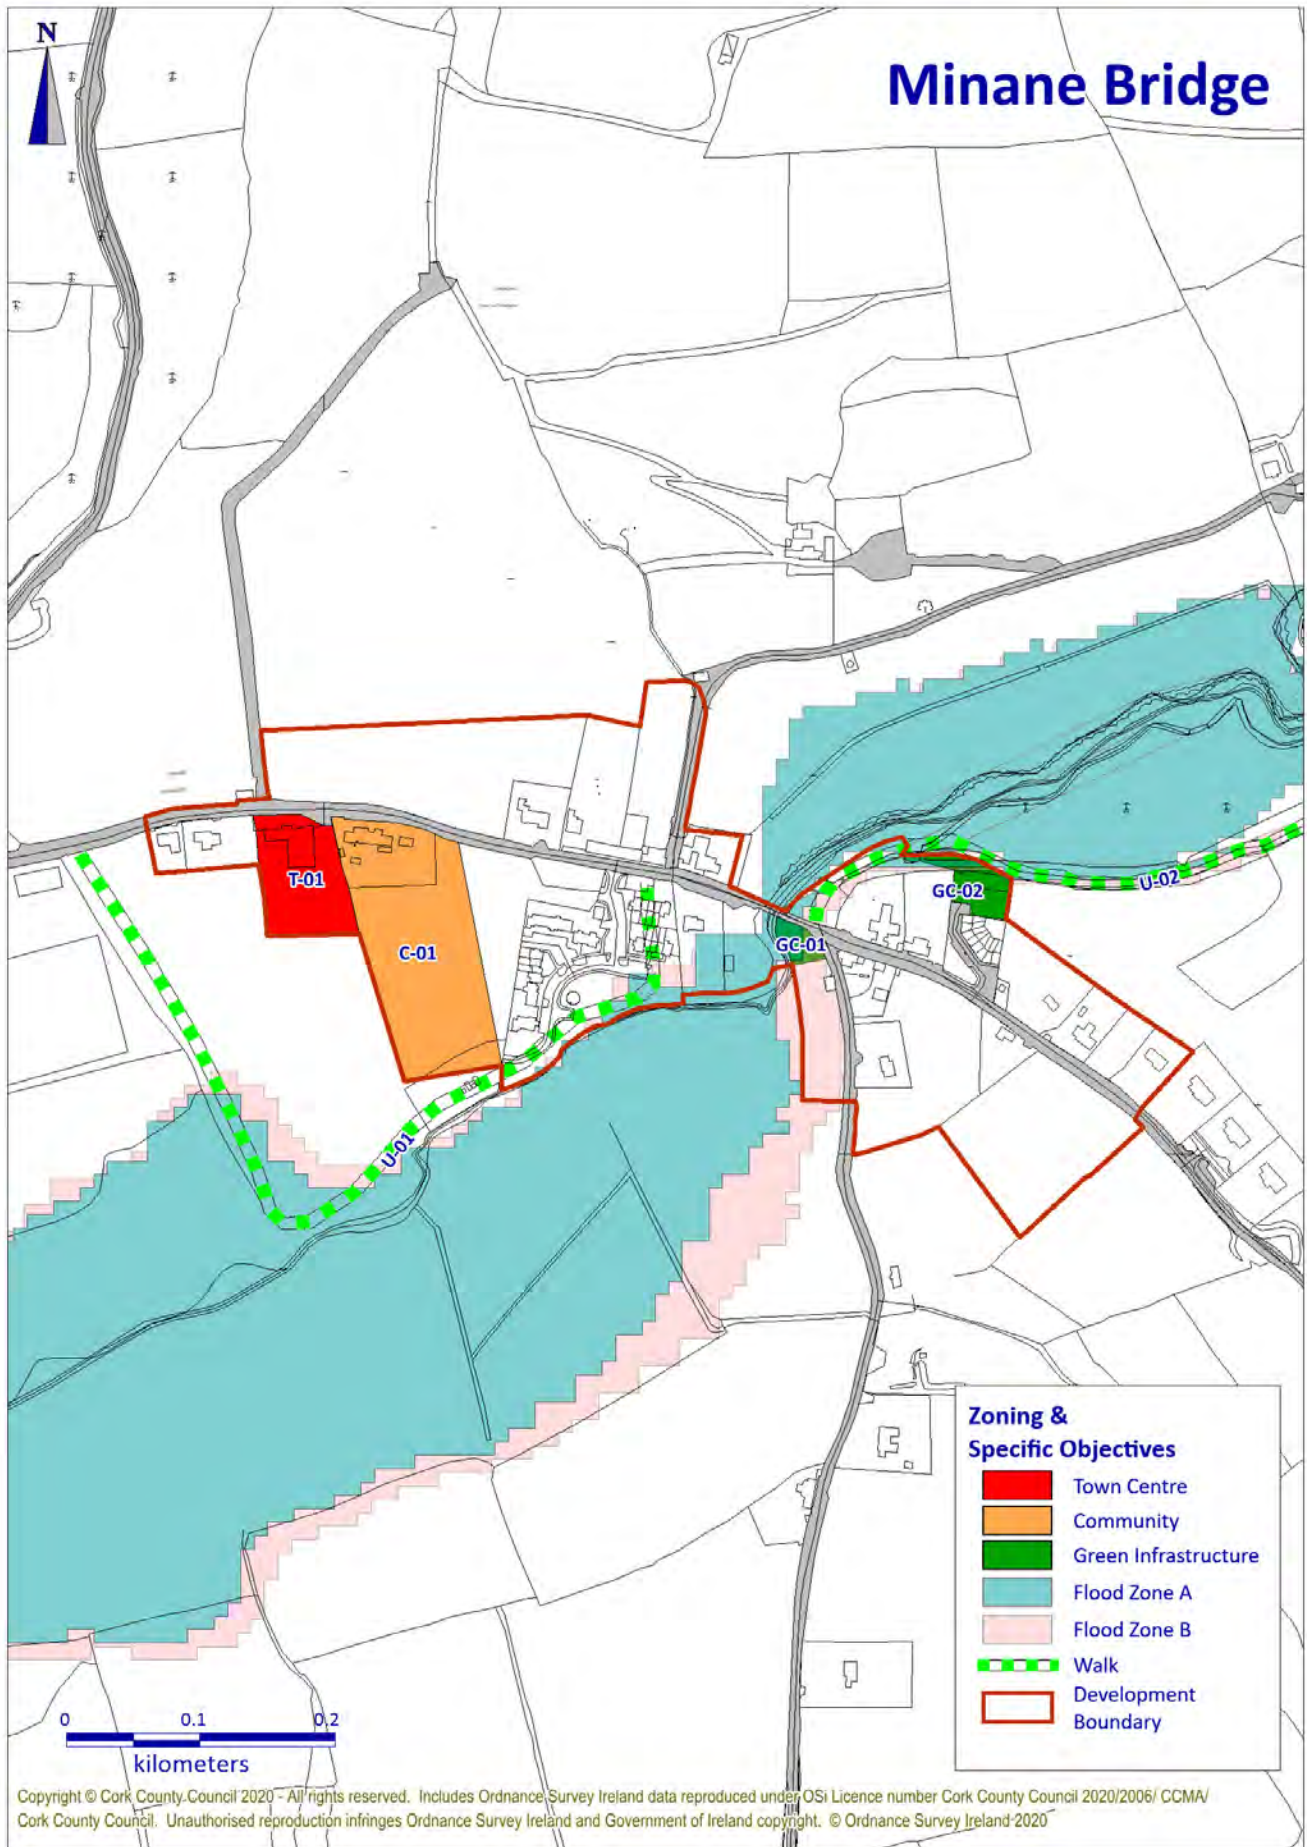 N
Minane Bridge
T-01
C-01
GC-01
GC-02
U-02
U-01
Zoning &
Specific Objectives
Town Centre
Community
Green Infrastructure
Flood Zone A
Flood Zone B
Walk
Development
Boundary
0 0.1 0.2
kilometers
Copyright © Cork County Council 2020 - All rights reserved. Includes Ordnance Survey Ireland data reproduced under OSi Licence number Cork County Council 2020/2006/ CCMA/
Cork County Council. Unauthorised reproduction infringes Ordnance Survey Ireland and Government of Ireland copyright. © Ordnance Survey Ireland 2020